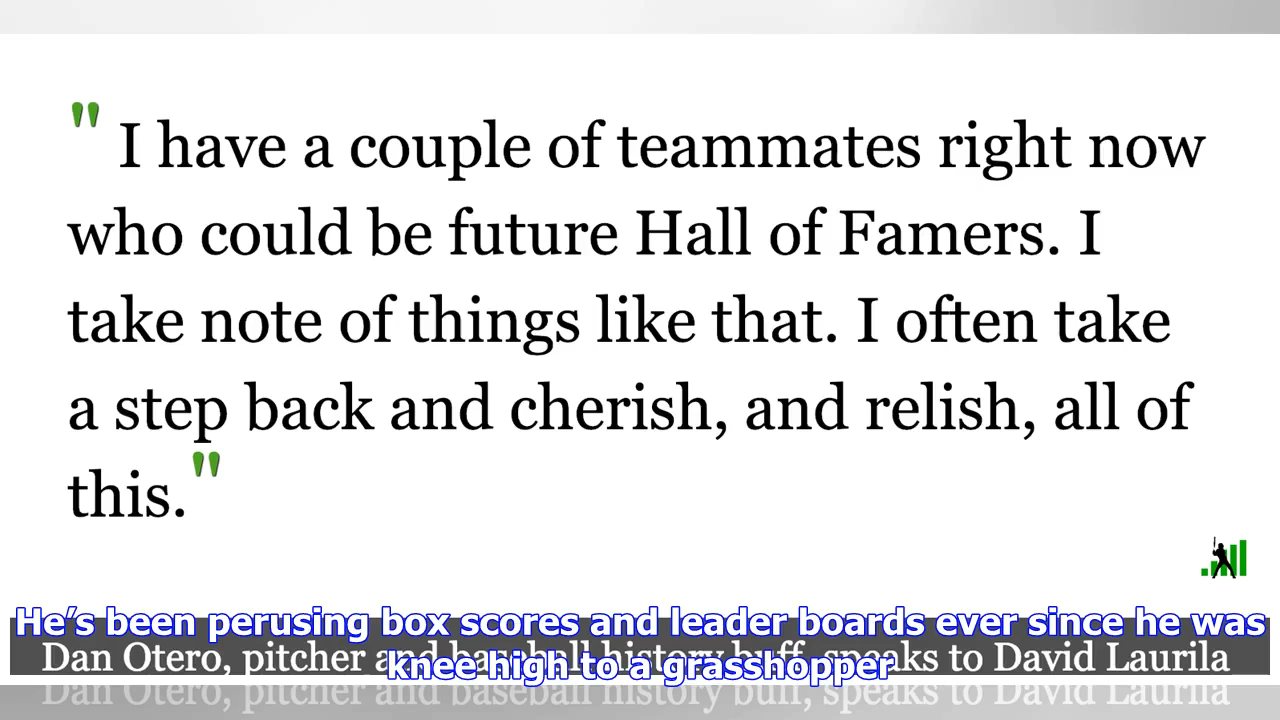 " I have a couple of teammates right now
who could be future Hall of Famers. I
take note of things like that. I often take
a step back and cherish, and relish, all of
this."
He’s been perusing box scores and leader boards ever since he was
knee high to a grasshopper
Dan Otero, pitcher and baseball history buff, speaks to David Laurila
Dan Otero, pitcher and baseball history buff, speaks to David Laurila